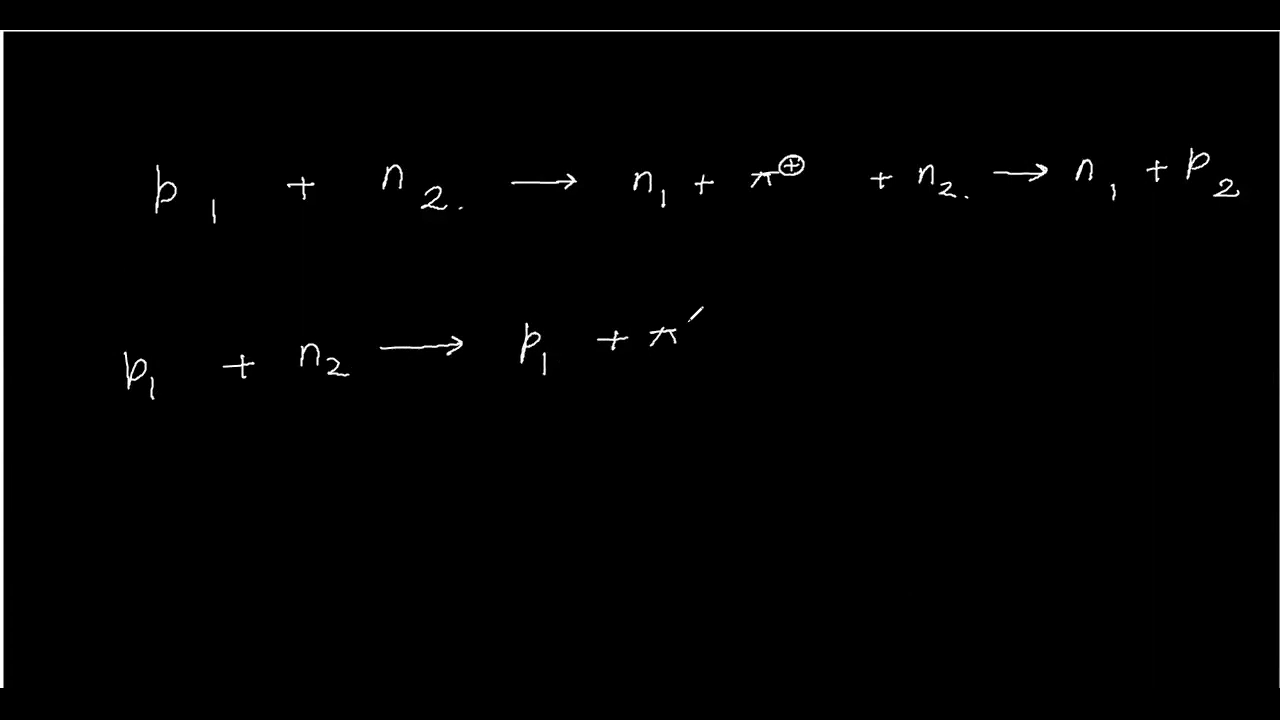 p₁ + n₂. → n₁ + π^⊕ + n₂. → n₁ + p₂
p₁ + n₂ → p₁ + π′